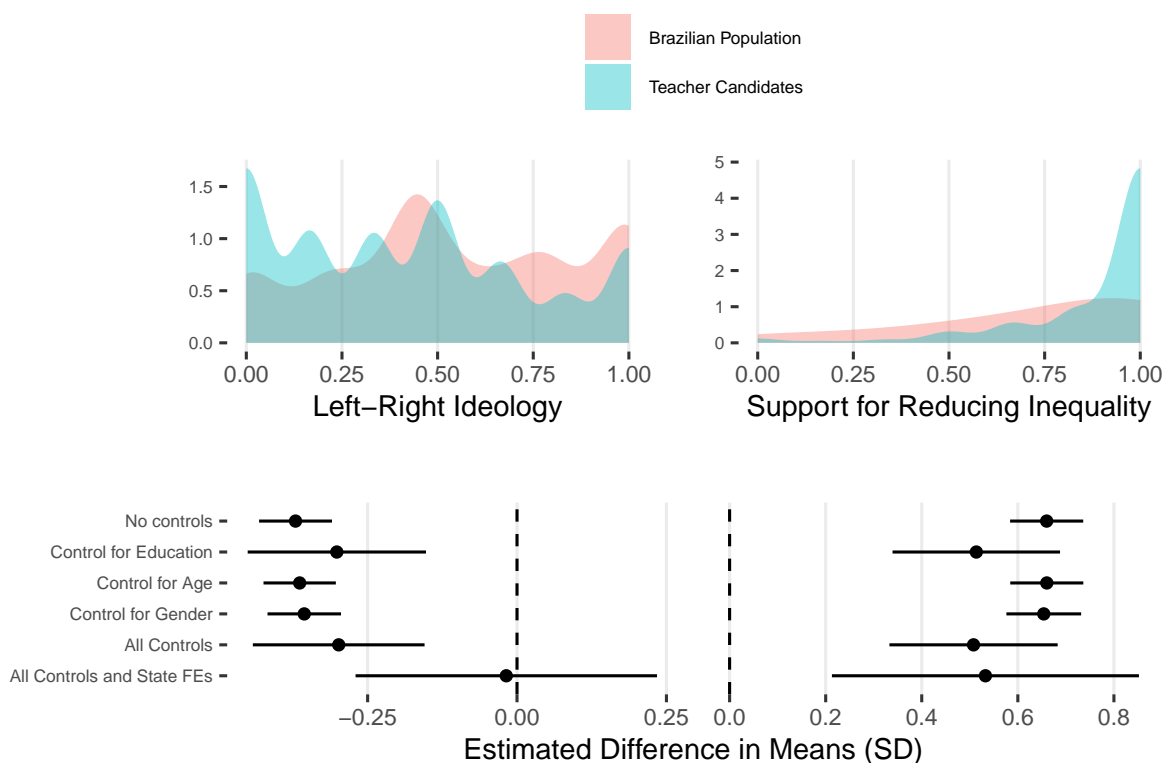 Brazilian Population
Teacher Candidates
1.5
1.0
0.5
0.0
0.00 0.25 0.50 0.75 1.00
Left−Right Ideology
5
4
3
2
1
0
0.00 0.25 0.50 0.75 1.00
Support for Reducing Inequality
No controls
Control for Education
Control for Age
Control for Gender
All Controls
All Controls and State FEs
−0.25 0.00 0.25 0.0 0.2 0.4 0.6 0.8
Estimated Difference in Means (SD)